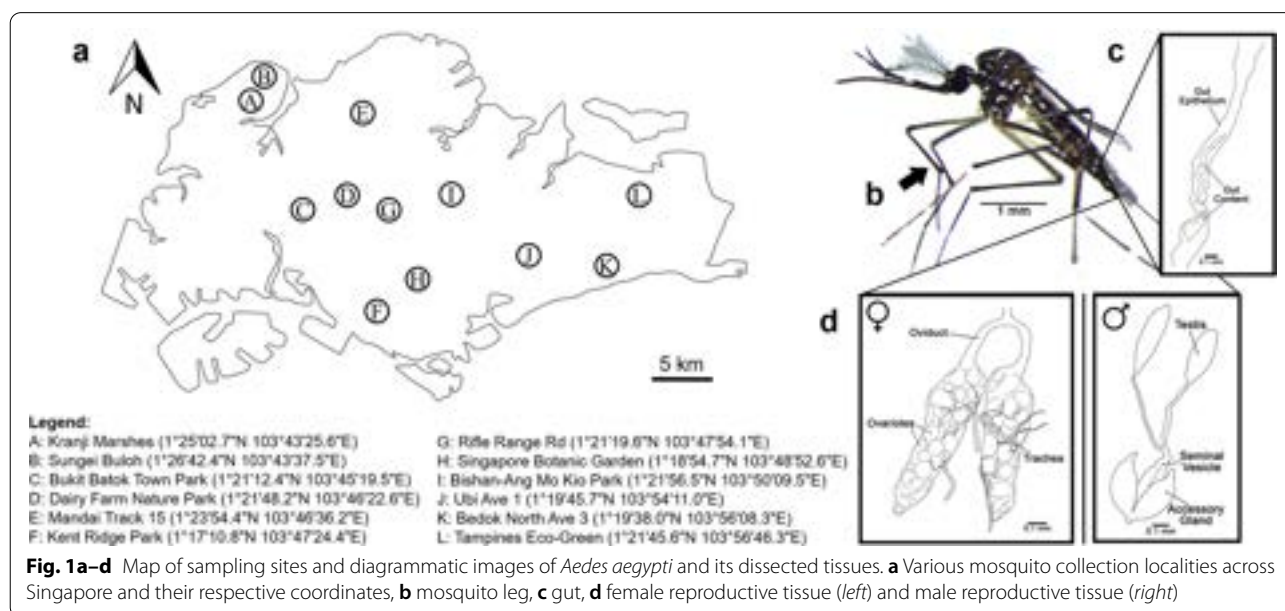 a
N
B
A
E
C
D
G
I
L
H
J
K
F
5 km
b
1 mm
c
Gut
Epithelium
Gut
Content
0.1 mm
d
♀
Oviduct
Ovarioles
Trachea
0.1 mm
♂
Testis
Seminal
Vesicle
Accessory
Gland
0.1 mm
Legend:
A: Kranji Marshes (1°25'02.7"N 103°43'25.6"E)
B: Sungei Buloh (1°26'42.4"N 103°43'37.5"E)
C: Bukit Batok Town Park (1°21'12.4"N 103°45'19.5"E)
D: Dairy Farm Nature Park (1°21'48.2"N 103°46'22.6"E)
E: Mandai Track 15 (1°23'54.4"N 103°46'36.2"E)
F: Kent Ridge Park (1°17'10.8"N 103°47'24.4"E)
G: Rifle Range Rd (1°21'19.6"N 103°47'54.1"E)
H: Singapore Botanic Garden (1°18'54.7"N 103°48'52.6"E)
I: Bishan-Ang Mo Kio Park (1°21'56.5"N 103°50'09.5"E)
J: Ubi Ave 1 (1°19'45.7"N 103°54'11.0"E)
K: Bedok North Ave 3 (1°19'38.0"N 103°56'08.3"E)
L: Tampines Eco-Green (1°21'45.6"N 103°56'46.3"E)
Fig. 1a–d Map of sampling sites and diagrammatic images of Aedes aegypti and its dissected tissues. a Various mosquito collection localities across
Singapore and their respective coordinates, b mosquito leg, c gut, d female reproductive tissue (left) and male reproductive tissue (right)